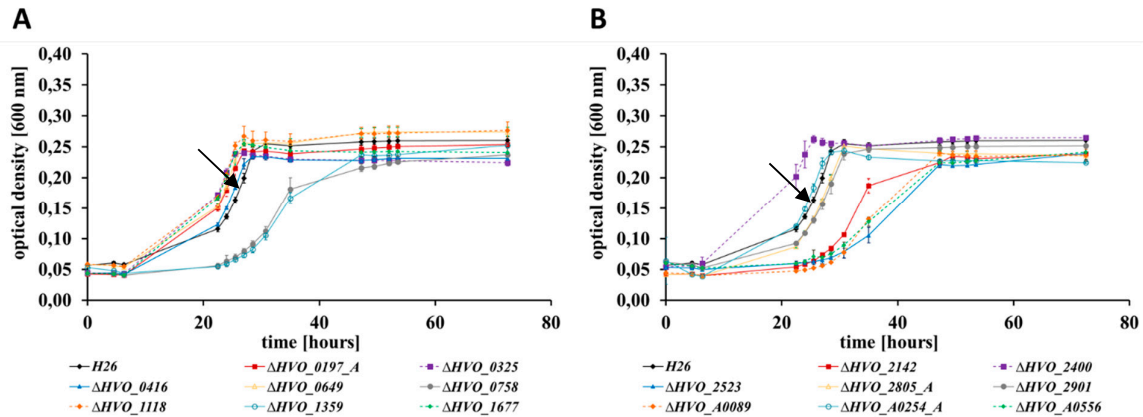 A
B
optical density [600 nm]
0,40
0,35
0,30
0,25
0,20
0,15
0,10
0,05
0,00
0
20
40
60
80
time [hours]
H26
ΔHVO_0197_A
ΔHVO_0325
ΔHVO_0416
ΔHVO_0649
ΔHVO_0758
ΔHVO_1118
ΔHVO_1359
ΔHVO_1677
optical density [600 nm]
0,40
0,35
0,30
0,25
0,20
0,15
0,10
0,05
0,00
0
20
40
60
80
time [hours]
H26
ΔHVO_2142
ΔHVO_2400
ΔHVO_2523
ΔHVO_2805_A
ΔHVO_2901
ΔHVO_A0089
ΔHVO_A0254_A
ΔHVO_A0556